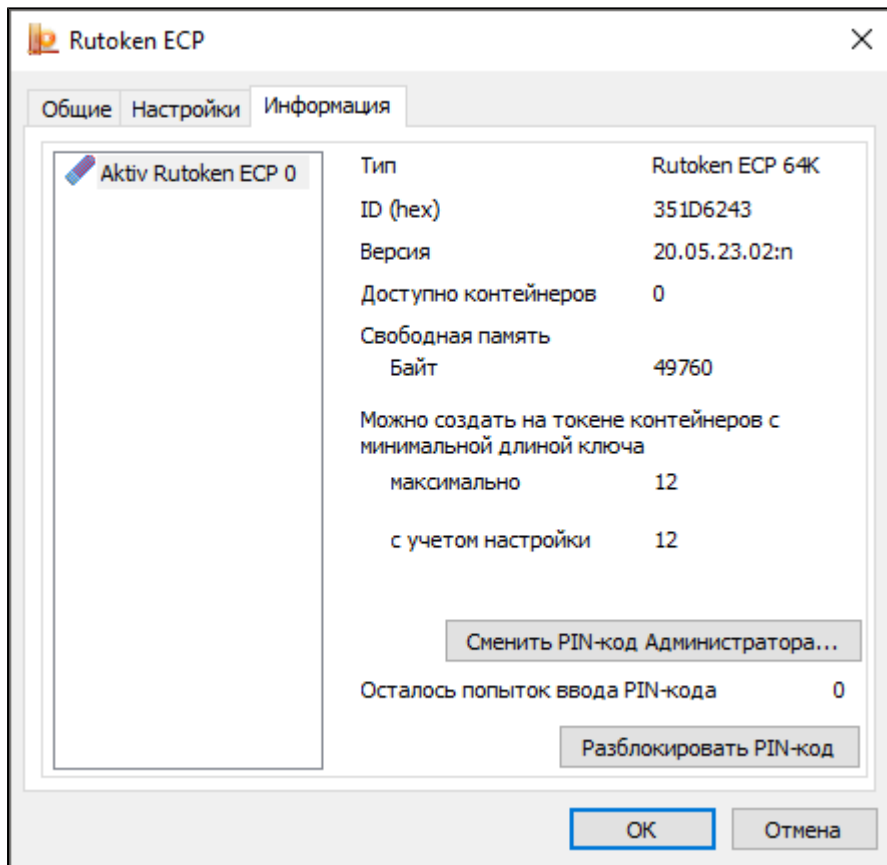 Rutoken ECP
Общие Настройки Информация
Aktiv Rutoken ECP 0
Тип Rutoken ECP 64K
ID (hex) 351D6243
Версия 20.05.23.02:n
Доступно контейнеров 0
Свободная память
Байт 49760
Можно создать на токене контейнеров с
минимальной длиной ключа
максимально 12
с учетом настройки 12
Сменить PIN-код Администратора...
Осталось попыток ввода PIN-кода 0
Разблокировать PIN-код
ОК Отмена